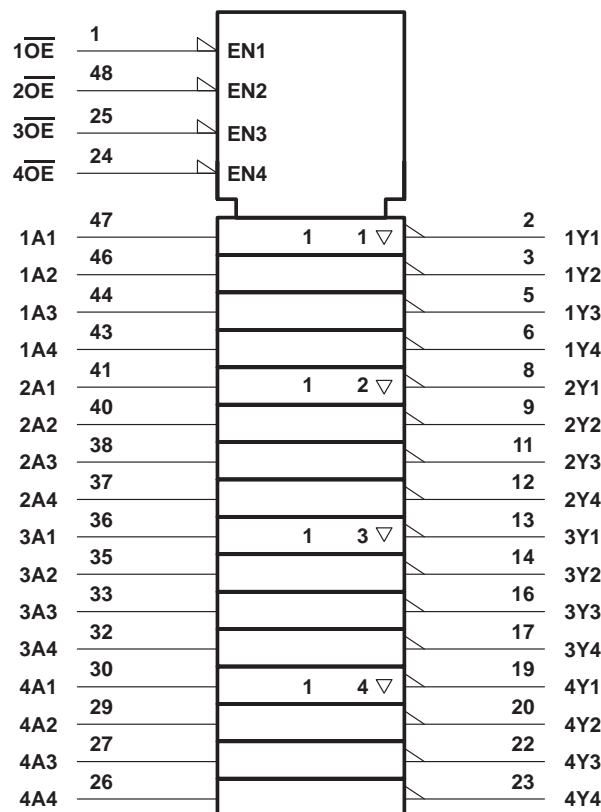 1O̅E̅ 1 EN1
2O̅E̅ 48 EN2
3O̅E̅ 25 EN3
4O̅E̅ 24 EN4
1A1 47 1 1 ▽ 2 1Y1
1A2 46 3 1Y2
1A3 44 5 1Y3
1A4 43 6 1Y4
2A1 41 1 2 ▽ 8 2Y1
2A2 40 9 2Y2
2A3 38 11 2Y3
2A4 37 12 2Y4
3A1 36 1 3 ▽ 13 3Y1
3A2 35 14 3Y2
3A3 33 16 3Y3
3A4 32 17 3Y4
4A1 30 1 4 ▽ 19 4Y1
4A2 29 20 4Y2
4A3 27 22 4Y3
4A4 26 23 4Y4